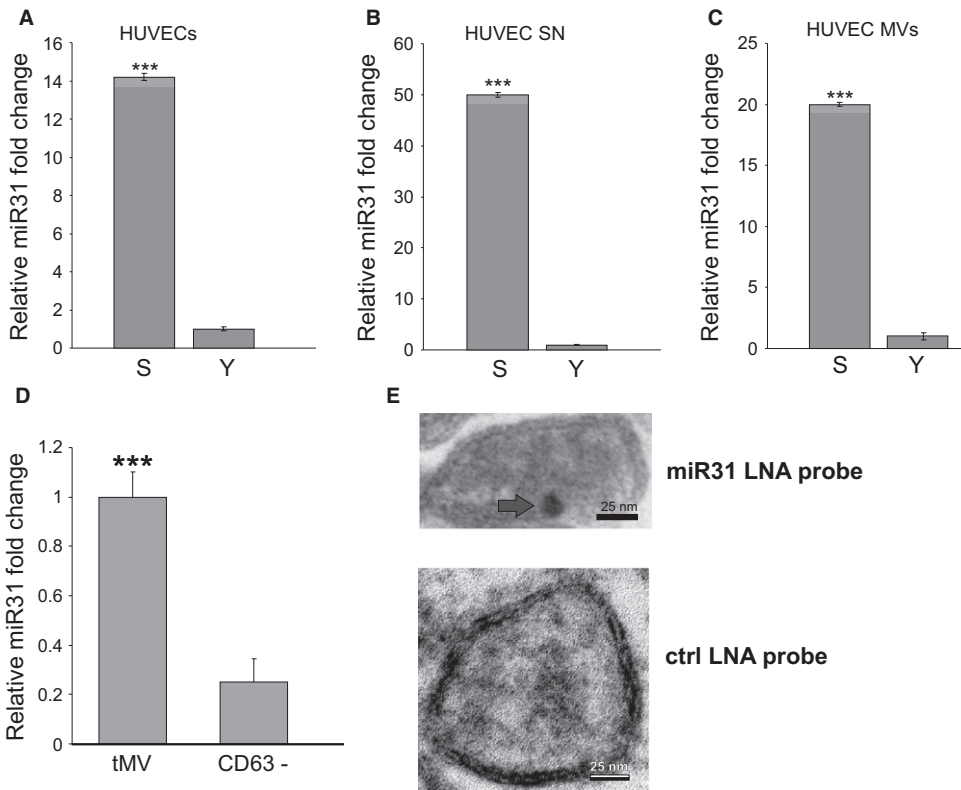 A
HUVECs
Relative miR31 fold change
16
14
12
10
8
6
4
2
0
***
S
Y
B
HUVEC SN
Relative miR31 fold change
60
50
40
30
20
10
0
***
S
Y
C
HUVEC MVs
Relative miR31 fold change
25
20
15
10
5
0
***
S
Y
D
Relative miR31 fold change
1.2
1
0.8
0.6
0.4
0.2
0
***
tMV
CD63 -
E
25 nm
miR31 LNA probe
25 nm
ctrl LNA probe